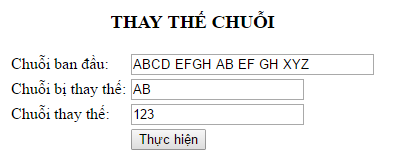 THAY THẾ CHUỖI
Chuỗi ban đầu: ABCD EFGH AB EF GH XYZ
Chuỗi bị thay thế: AB
Chuỗi thay thế: 123
Thực hiện